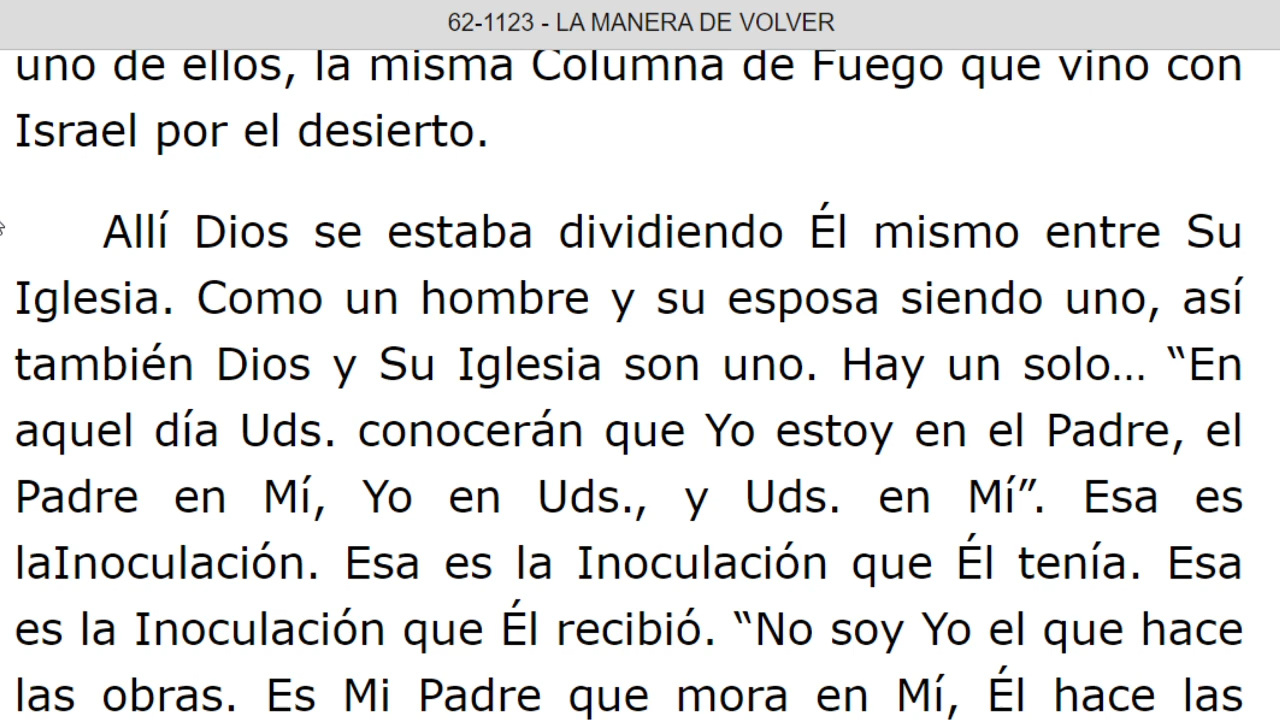 62-1123 - LA MANERA DE VOLVER
uno de ellos, la misma Columna de Fuego que vino con
Israel por el desierto.
Allí Dios se estaba dividiendo Él mismo entre Su
Iglesia. Como un hombre y su esposa siendo uno, así
también Dios y Su Iglesia son uno. Hay un solo… “En
aquel día Uds. conocerán que Yo estoy en el Padre, el
Padre en Mí, Yo en Uds., y Uds. en Mí”. Esa es
laInoculación. Esa es la Inoculación que Él tenía. Esa
es la Inoculación que Él recibió. “No soy Yo el que hace
las obras. Es Mi Padre que mora en Mí, Él hace las